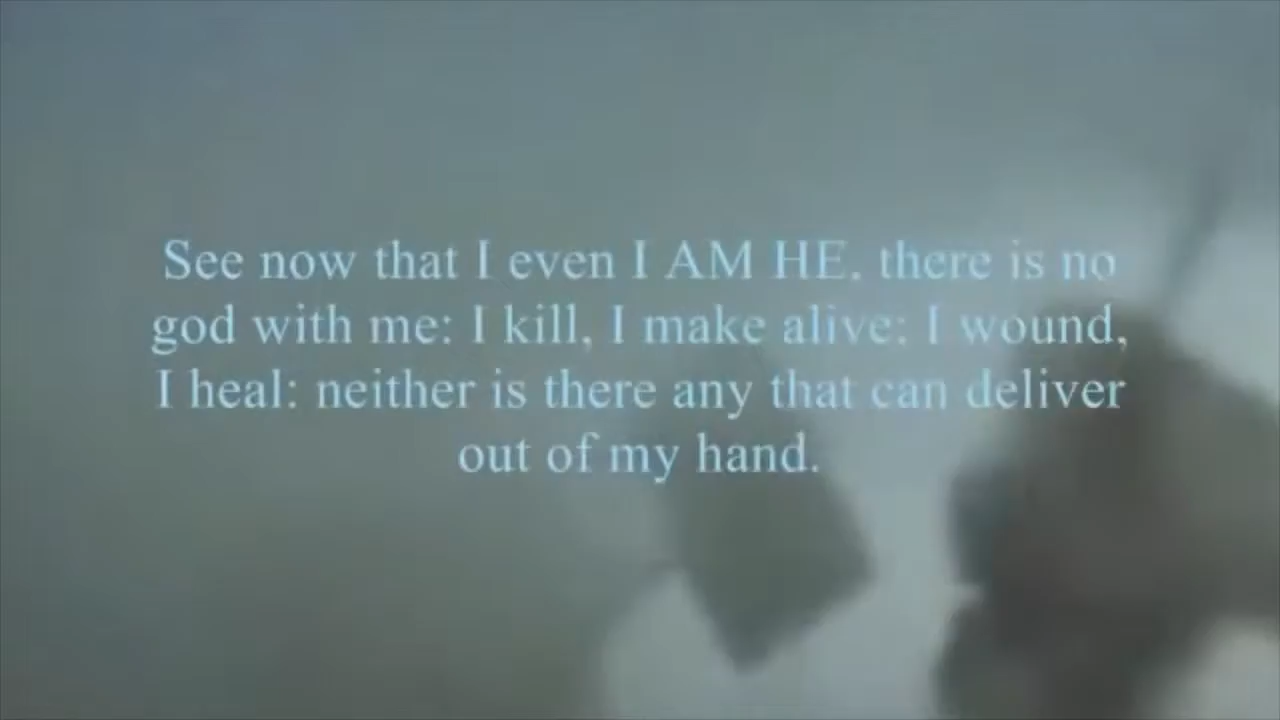 See now that I even I AM HE, there is no
god with me: I kill, I make alive; I wound,
I heal: neither is there any that can deliver
out of my hand.